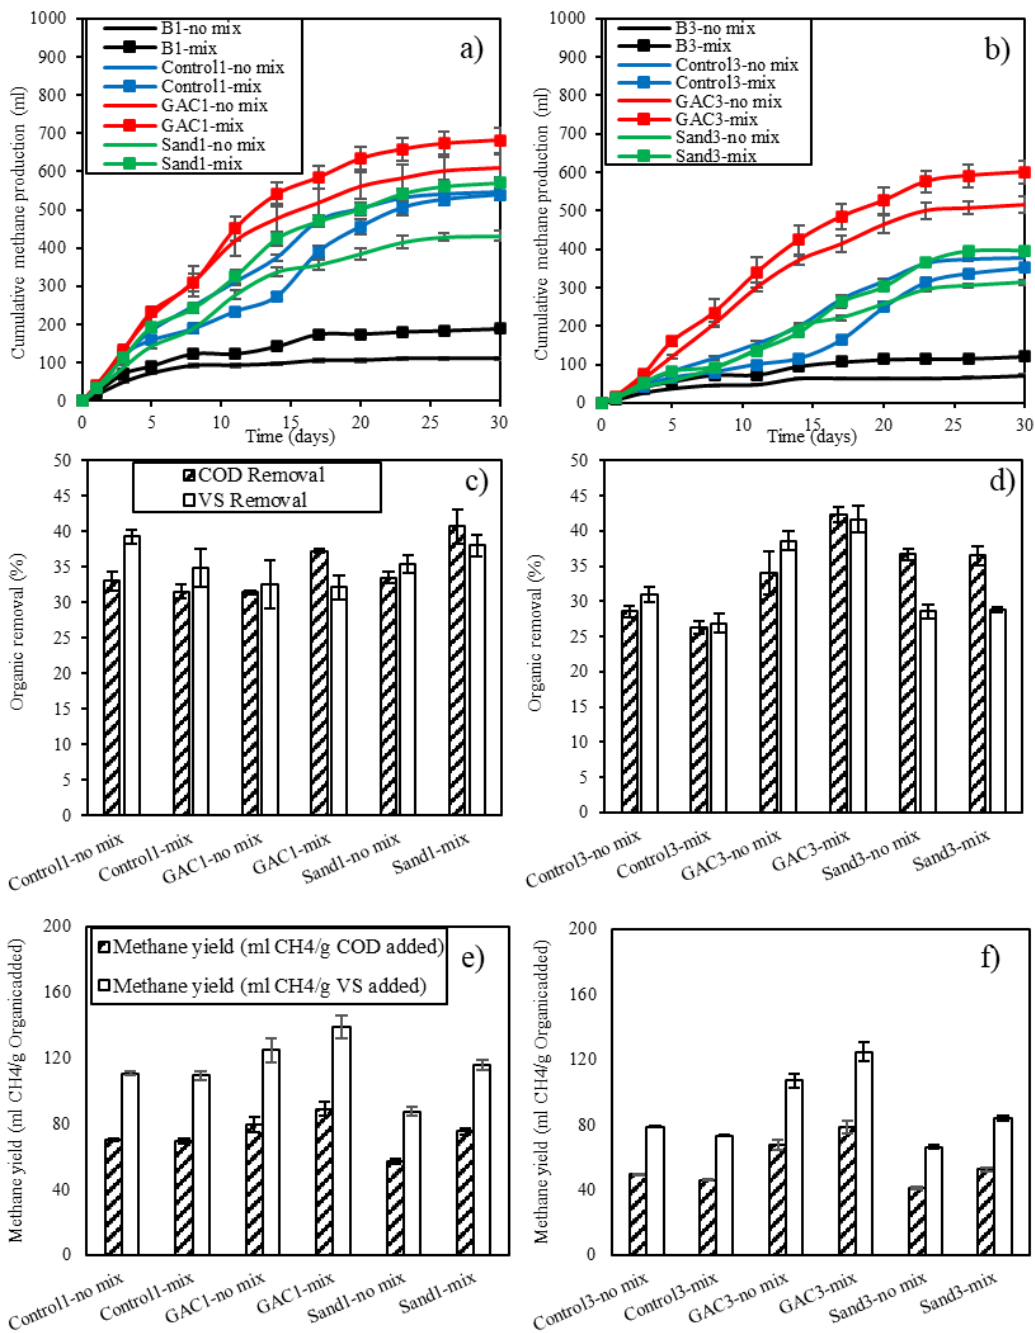 a)
B1-no mix
B1-mix
Control1-no mix
Control1-mix
GAC1-no mix
GAC1-mix
Sand1-no mix
Sand1-mix
Cumulative methane production (ml)
1000
900
800
700
600
500
400
300
200
100
0
0 5 10 15 20 25 30
Time (days)
b)
B3-no mix
B3-mix
Control3-no mix
Control3-mix
GAC3-no mix
GAC3-mix
Sand3-no mix
Sand3-mix
Cumulative methane production (ml)
1000
900
800
700
600
500
400
300
200
100
0
0 5 10 15 20 25 30
Time (days)
c)
COD Removal
VS Removal
Organic removal (%)
50
45
40
35
30
25
20
15
10
5
0
Control1-no mix
Control1-mix
GAC1-no mix
GAC1-mix
Sand1-no mix
Sand1-mix
d)
Organic removal (%)
50
45
40
35
30
25
20
15
10
5
0
Control3-no mix
Control3-mix
GAC3-no mix
GAC3-mix
Sand3-no mix
Sand3-mix
e)
Methane yield (ml CH4/g COD added)
Methane yield (ml CH4/g VS added)
Methane yield (ml CH4/g Organicadded)
200
160
120
80
40
0
Control1-no mix
Control1-mix
GAC1-no mix
GAC1-mix
Sand1-no mix
Sand1-mix
f)
Methane yield (ml CH4/g Organicadded)
200
160
120
80
40
0
Control3-no mix
Control3-mix
GAC3-no mix
GAC3-mix
Sand3-no mix
Sand3-mix